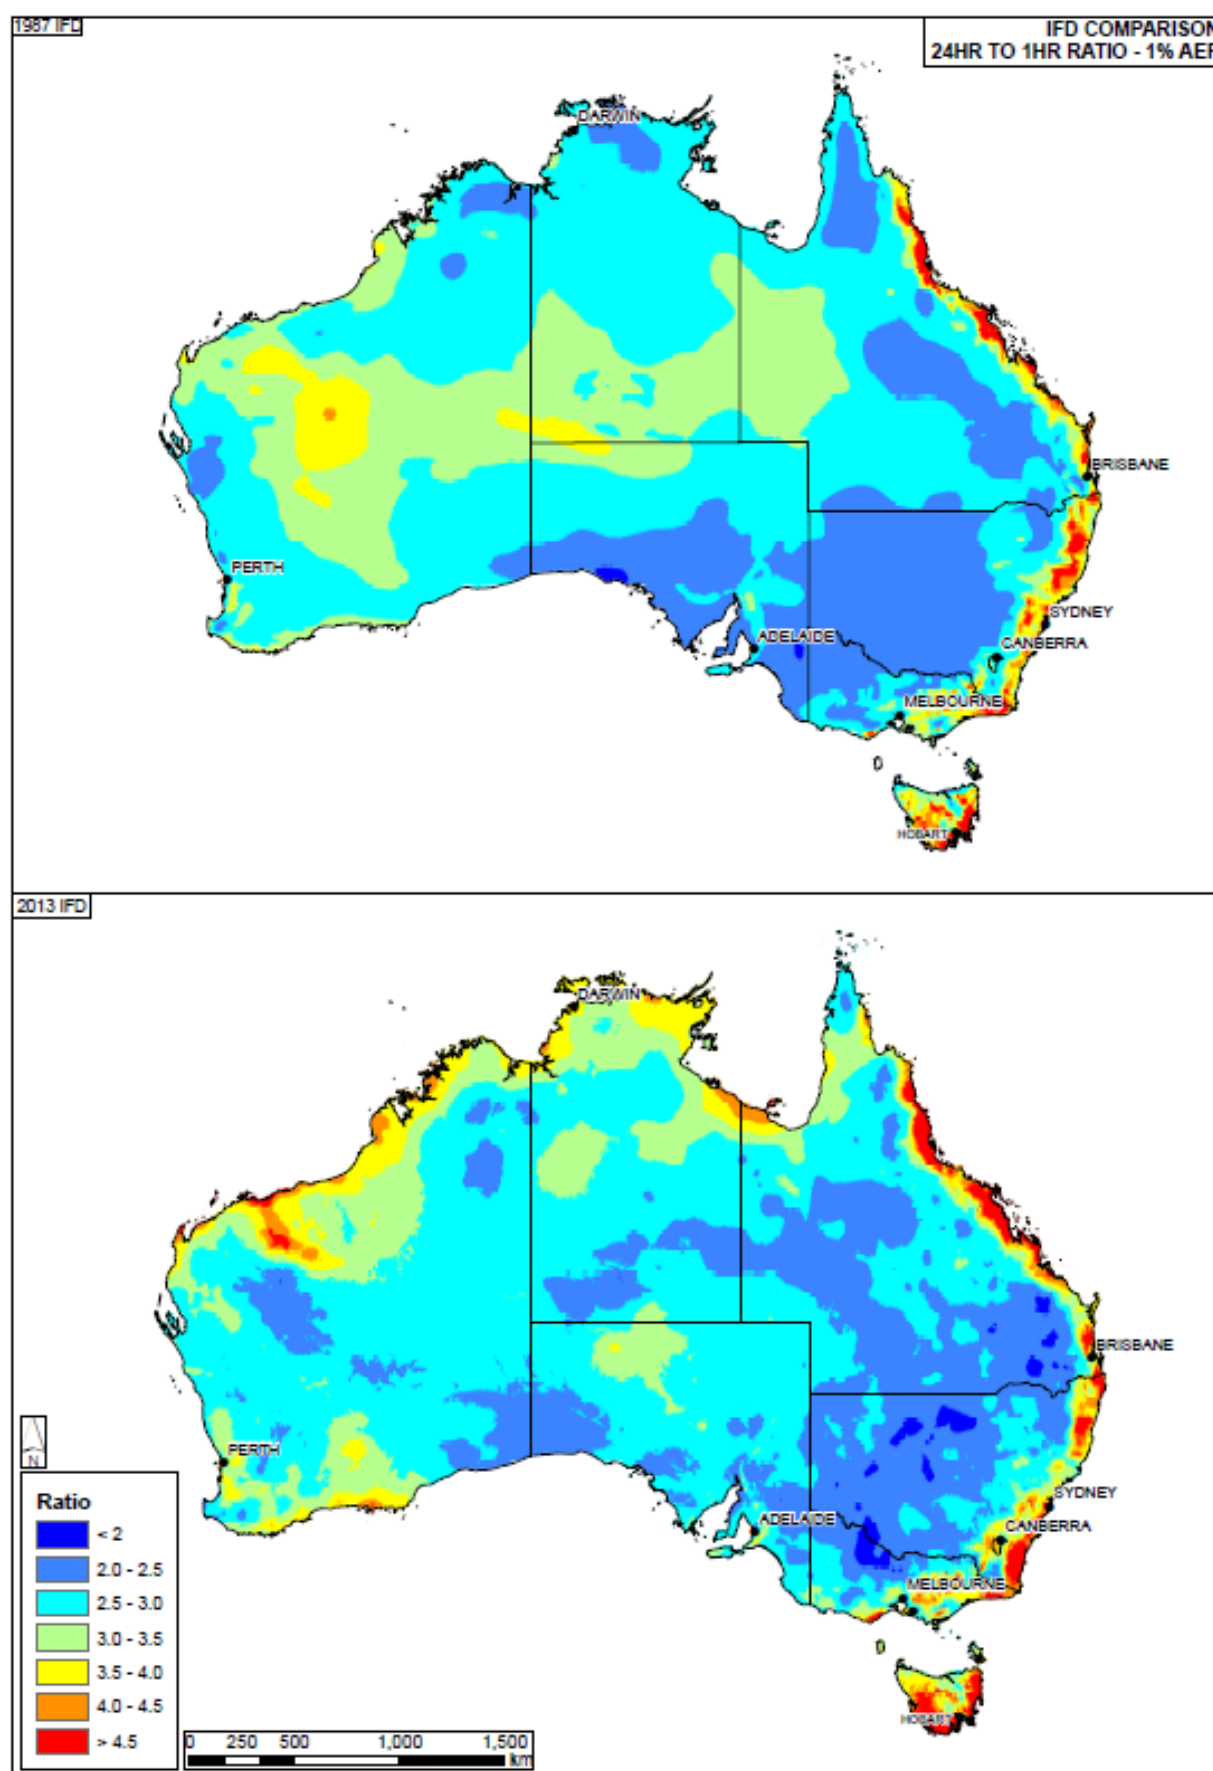 1987 IFD
IFD COMPARISON
24HR TO 1HR RATIO - 1% AEP
DARWIN
BRISBANE
PERTH
SYDNEY
ADELAIDE
CANBERRA
MELBOURNE
HOBART
2013 IFD
DARWIN
BRISBANE
PERTH
SYDNEY
ADELAIDE
CANBERRA
MELBOURNE
HOBART
N
Ratio
< 2
2.0 - 2.5
2.5 - 3.0
3.0 - 3.5
3.5 - 4.0
4.0 - 4.5
> 4.5
0 250 500 1,000 1,500
km